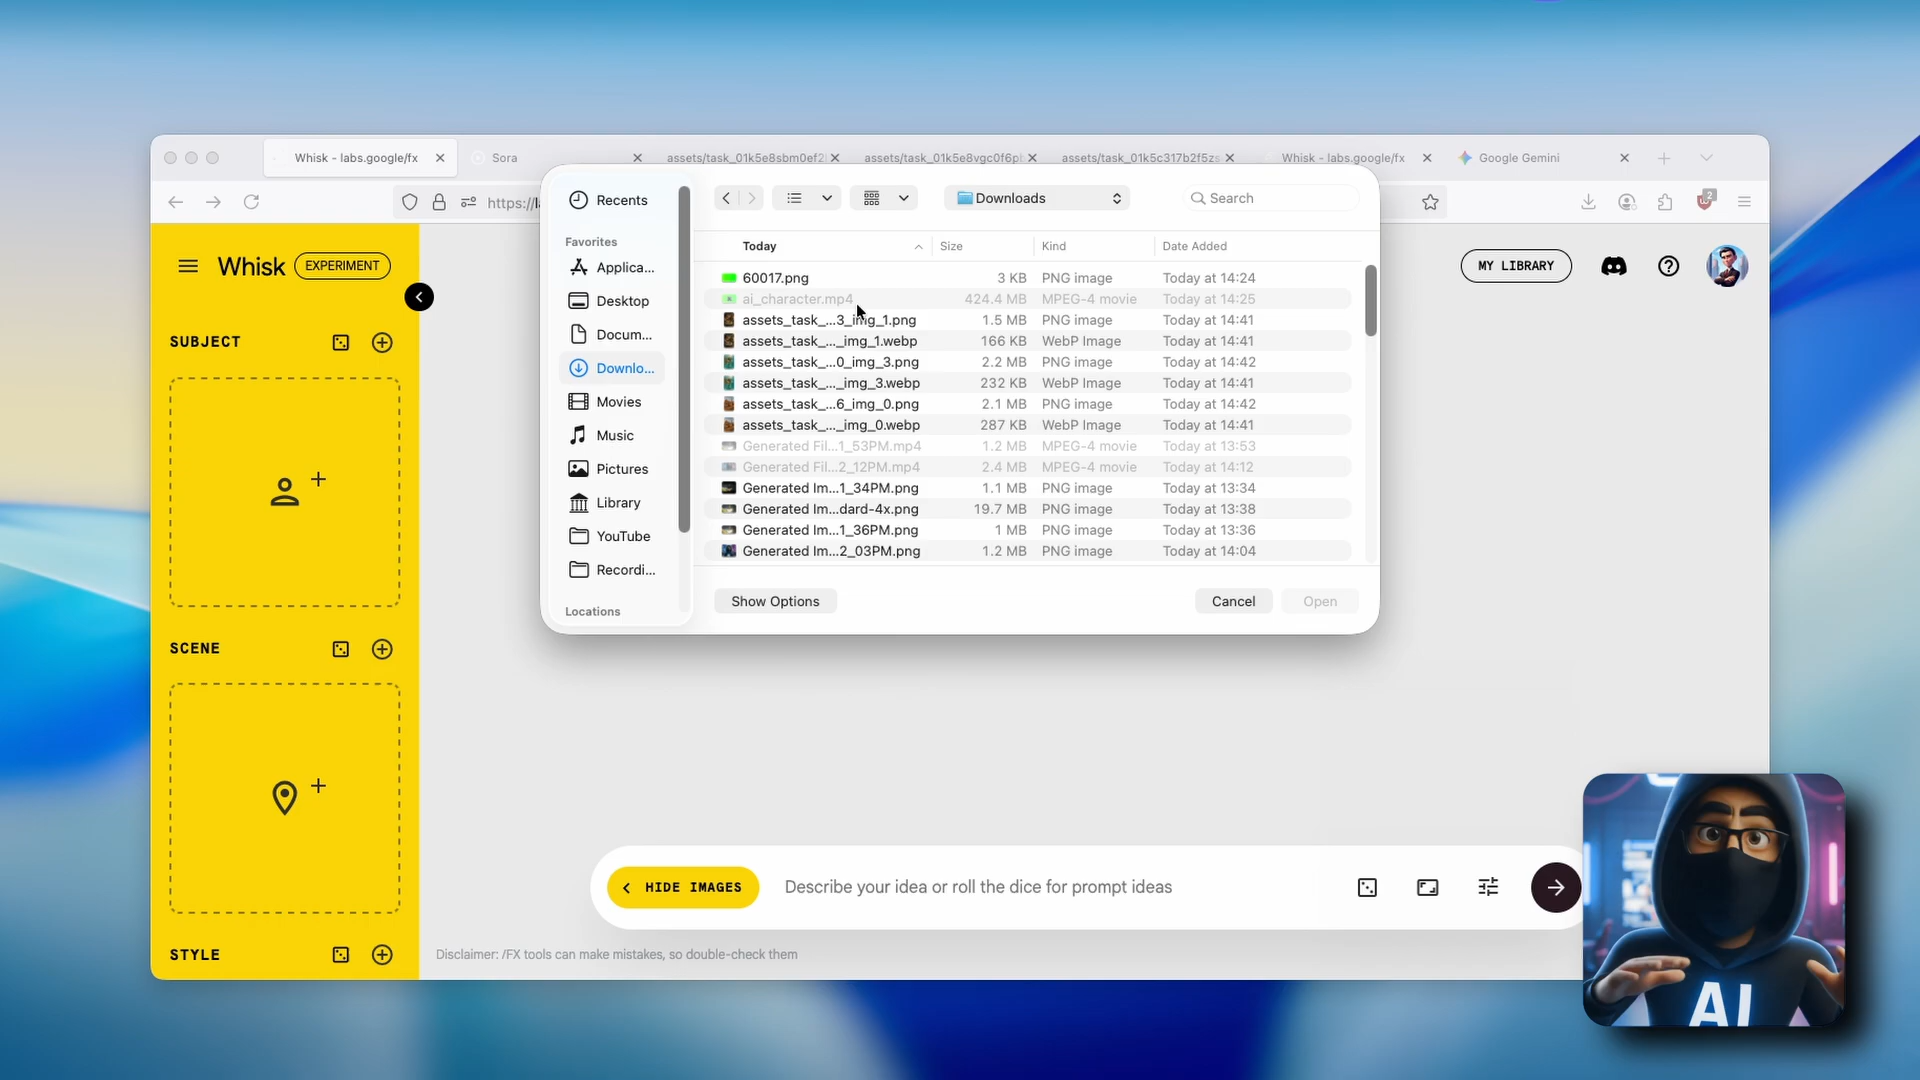 Whisk - labs.google/fx
Sora
assets/task_01k5e8sbm0ef2
assets/task_01k5e8vgc0f6p
assets/task_01k5c317b2f5zs
Whisk - labs.google/fx
Google Gemini
https://l
2
Whisk
EXPERIMENT
MY LIBRARY
SUBJECT
SCENE
STYLE
Recents
Favorites
Applica...
Desktop
Docum...
Downlo...
Movies
Music
Pictures
Library
YouTube
Recordi...
Locations
Downloads
Search
Today Size Kind Date Added
60017.png 3 KB PNG image Today at 14:24
ai_character.mp4 424.4 MB MPEG-4 movie Today at 14:25
assets_task_...3_img_1.png 1.5 MB PNG image Today at 14:41
assets_task_..._img_1.webp 166 KB WebP Image Today at 14:41
assets_task_...0_img_3.png 2.2 MB PNG image Today at 14:42
assets_task_..._img_3.webp 232 KB WebP Image Today at 14:41
assets_task_...6_img_0.png 2.1 MB PNG image Today at 14:42
assets_task_..._img_0.webp 287 KB WebP Image Today at 14:41
Generated Fil...1_53PM.mp4 1.2 MB MPEG-4 movie Today at 13:53
Generated Fil...2_12PM.mp4 2.4 MB MPEG-4 movie Today at 14:12
Generated Im...1_34PM.png 1.1 MB PNG image Today at 13:34
Generated Im...dard-4x.png 19.7 MB PNG image Today at 13:38
Generated Im...1_36PM.png 1 MB PNG image Today at 13:36
Generated Im...2_03PM.png 1.2 MB PNG image Today at 14:04
Show Options
Cancel
Open
HIDE IMAGES
Describe your idea or roll the dice for prompt ideas
Disclaimer: /FX tools can make mistakes, so double-check them
AI